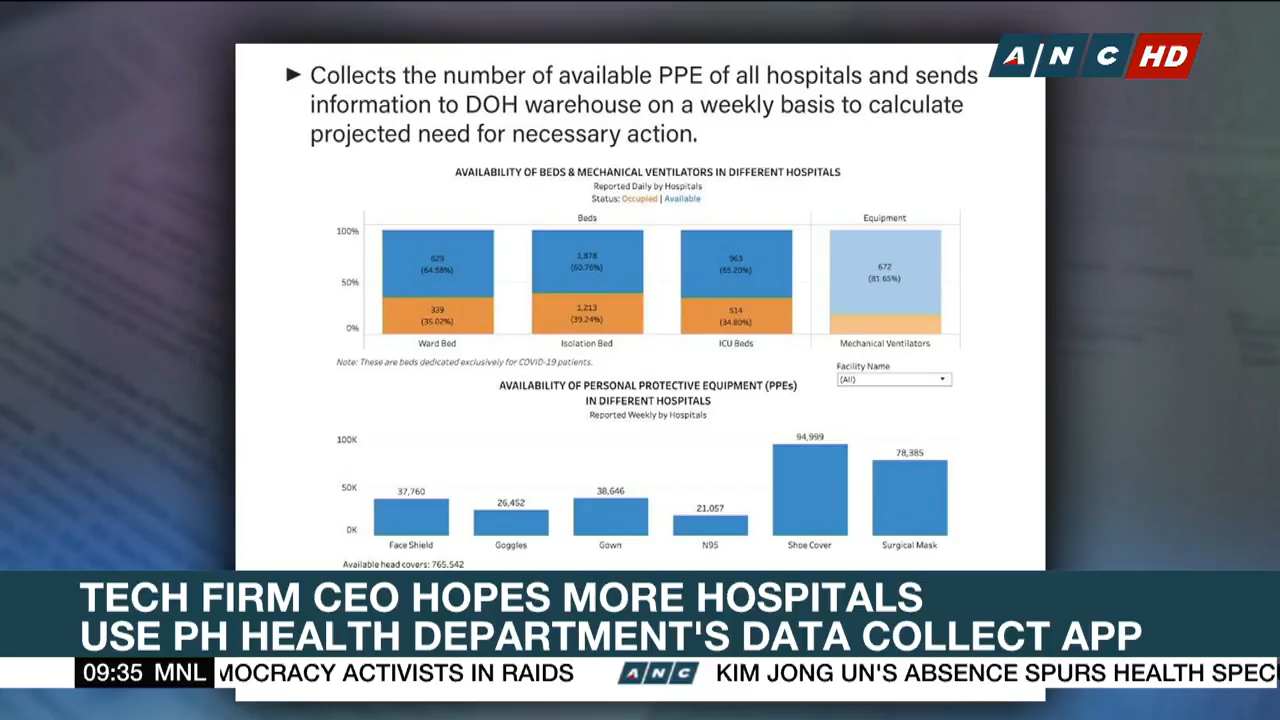 ANC HD
► Collects the number of available PPE of all hospitals and sends
information to DOH warehouse on a weekly basis to calculate
projected need for necessary action.
AVAILABILITY OF BEDS & MECHANICAL VENTILATORS IN DIFFERENT HOSPITALS
Reported Daily by Hospitals
Status: Occupied | Available
Beds
Equipment
100%
50%
0%
629
(64.98%)
339
(35.02%)
1,878
(60.76%)
1,213
(39.24%)
963
(65.20%)
514
(34.80%)
672
(81.65%)
Ward Bed
Isolation Bed
ICU Beds
Mechanical Ventilators
Note: These are beds dedicated exclusively for COVID-19 patients.
Facility Name
(All)
AVAILABILITY OF PERSONAL PROTECTIVE EQUIPMENT (PPEs)
IN DIFFERENT HOSPITALS
Reported Weekly by Hospitals
100K
50K
0K
37,760
26,452
38,646
21,057
94,999
78,385
Face Shield
Goggles
Gown
N95
Shoe Cover
Surgical Mask
Available head covers: 765,542
TECH FIRM CEO HOPES MORE HOSPITALS
USE PH HEALTH DEPARTMENT'S DATA COLLECT APP
09:35 MNL MOCRACY ACTIVISTS IN RAIDS ANC KIM JONG UN'S ABSENCE SPURS HEALTH SPEC